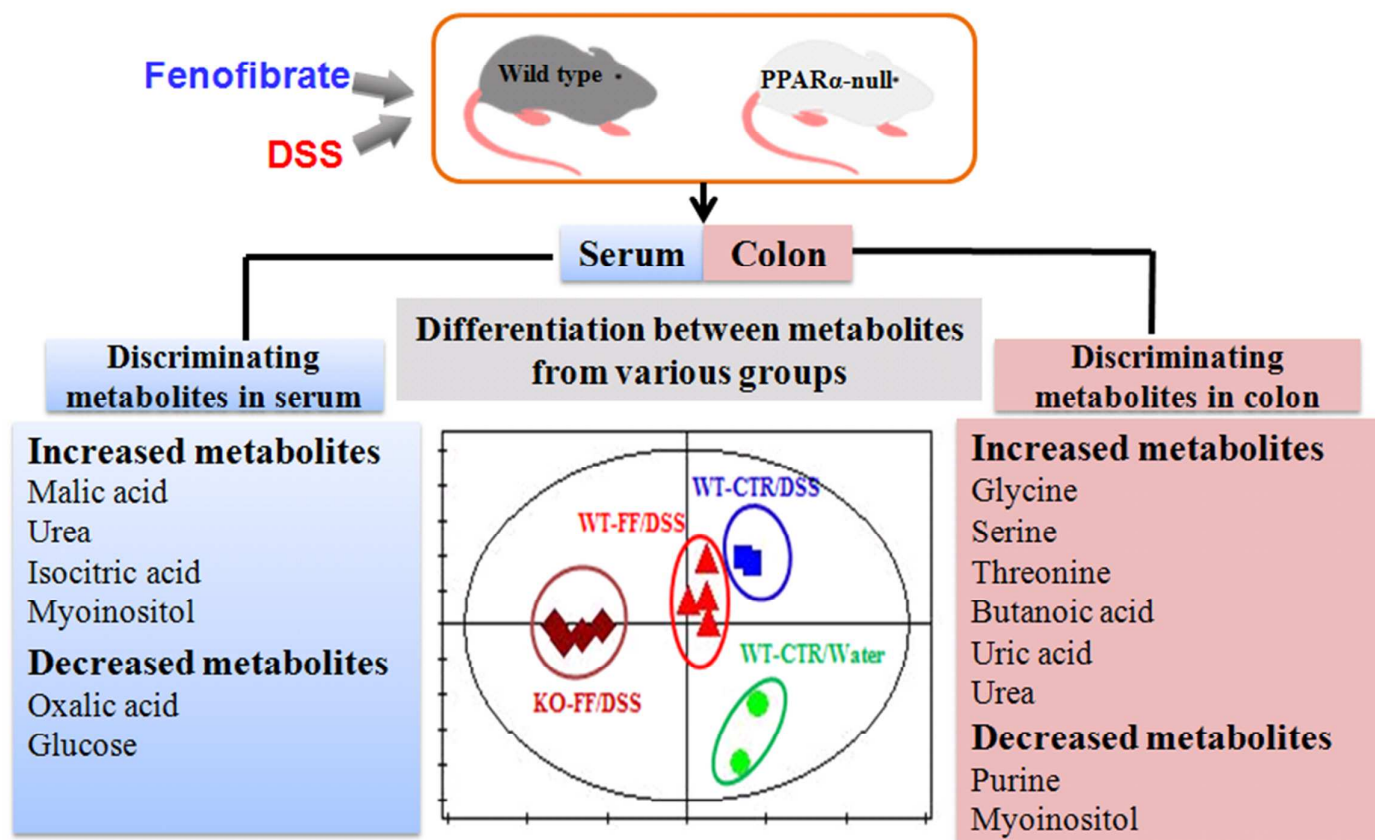 Fenofibrate
DSS
Wild type
PPARα-null
Serum
Colon
Differentiation between metabolites
from various groups
Discriminating
metabolites in serum
Increased metabolites
Malic acid
Urea
Isocitric acid
Myoinositol
Decreased metabolites
Oxalic acid
Glucose
WT-CTR/DSS
WT-FF/DSS
WT-CTR/Water
KO-FF/DSS
Discriminating
metabolites in colon
Increased metabolites
Glycine
Serine
Threonine
Butanoic acid
Uric acid
Urea
Decreased metabolites
Purine
Myoinositol